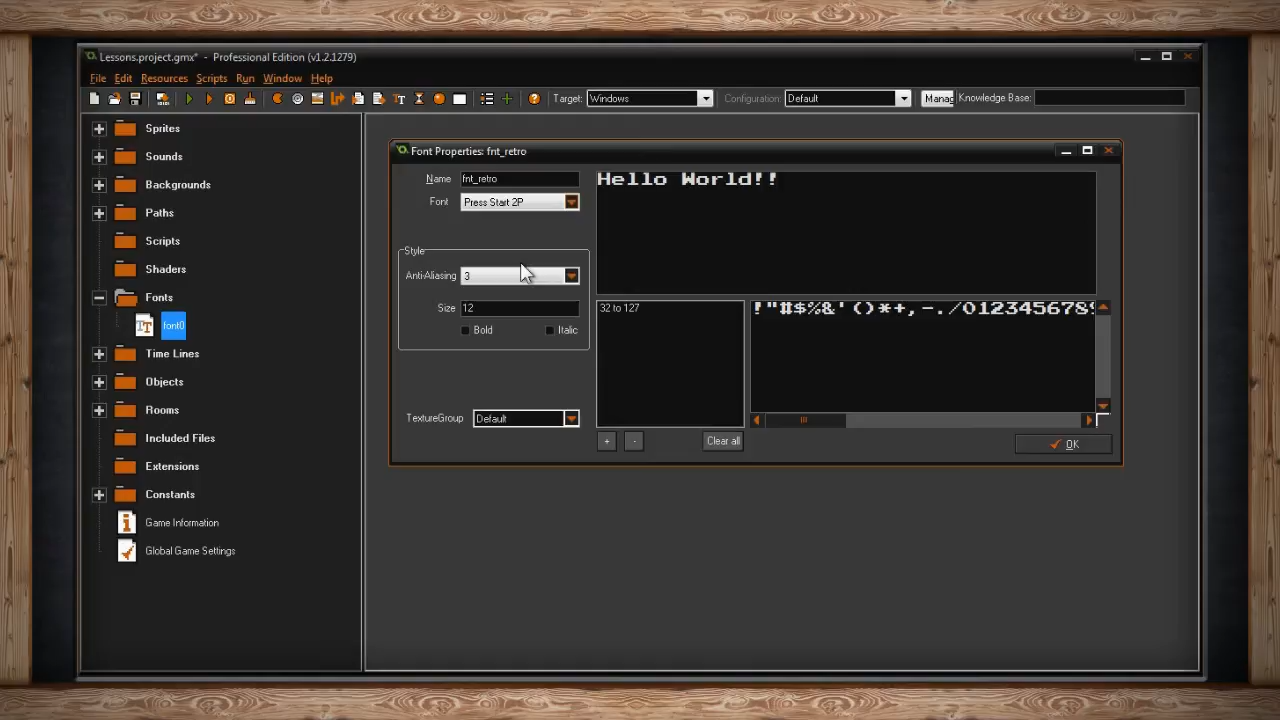 Lessons.project.gmx* - Professional Edition (v1.2.1279)
File Edit Resources Scripts Run Window Help
Target: Windows Configuration: Default Manag Knowledge Base:
Sprites
Sounds
Backgrounds
Paths
Scripts
Shaders
Fonts
font0
Time Lines
Objects
Rooms
Included Files
Extensions
Constants
Game Information
Global Game Settings
Font Properties: fnt_retro
Name fnt_retro
Font Press Start 2P
Style
Anti-Aliasing 3
Size 12
Bold Italic
TextureGroup Default
Hello World!!
32 to 127
!"#$%&'()*+,-./0123456789
+ - Clear all
OK